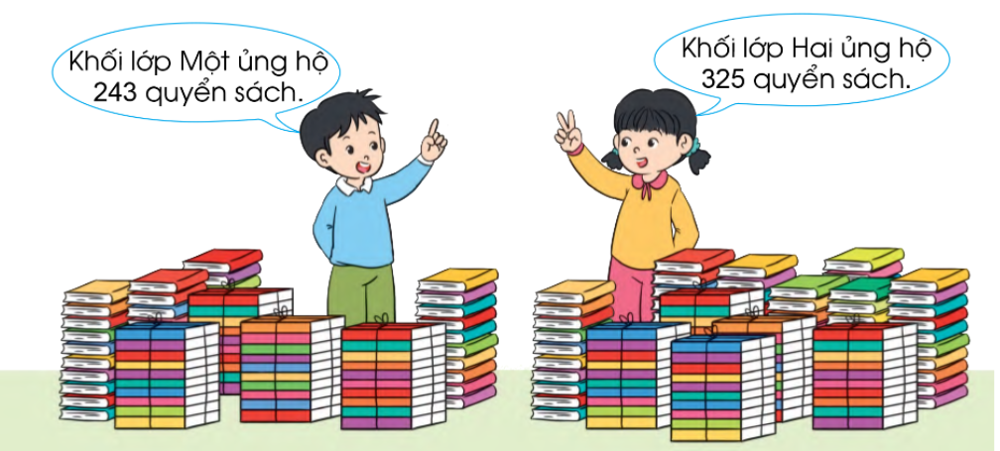 Khối lớp Một ủng hộ
243 quyển sách.
Khối lớp Hai ủng hộ
325 quyển sách.